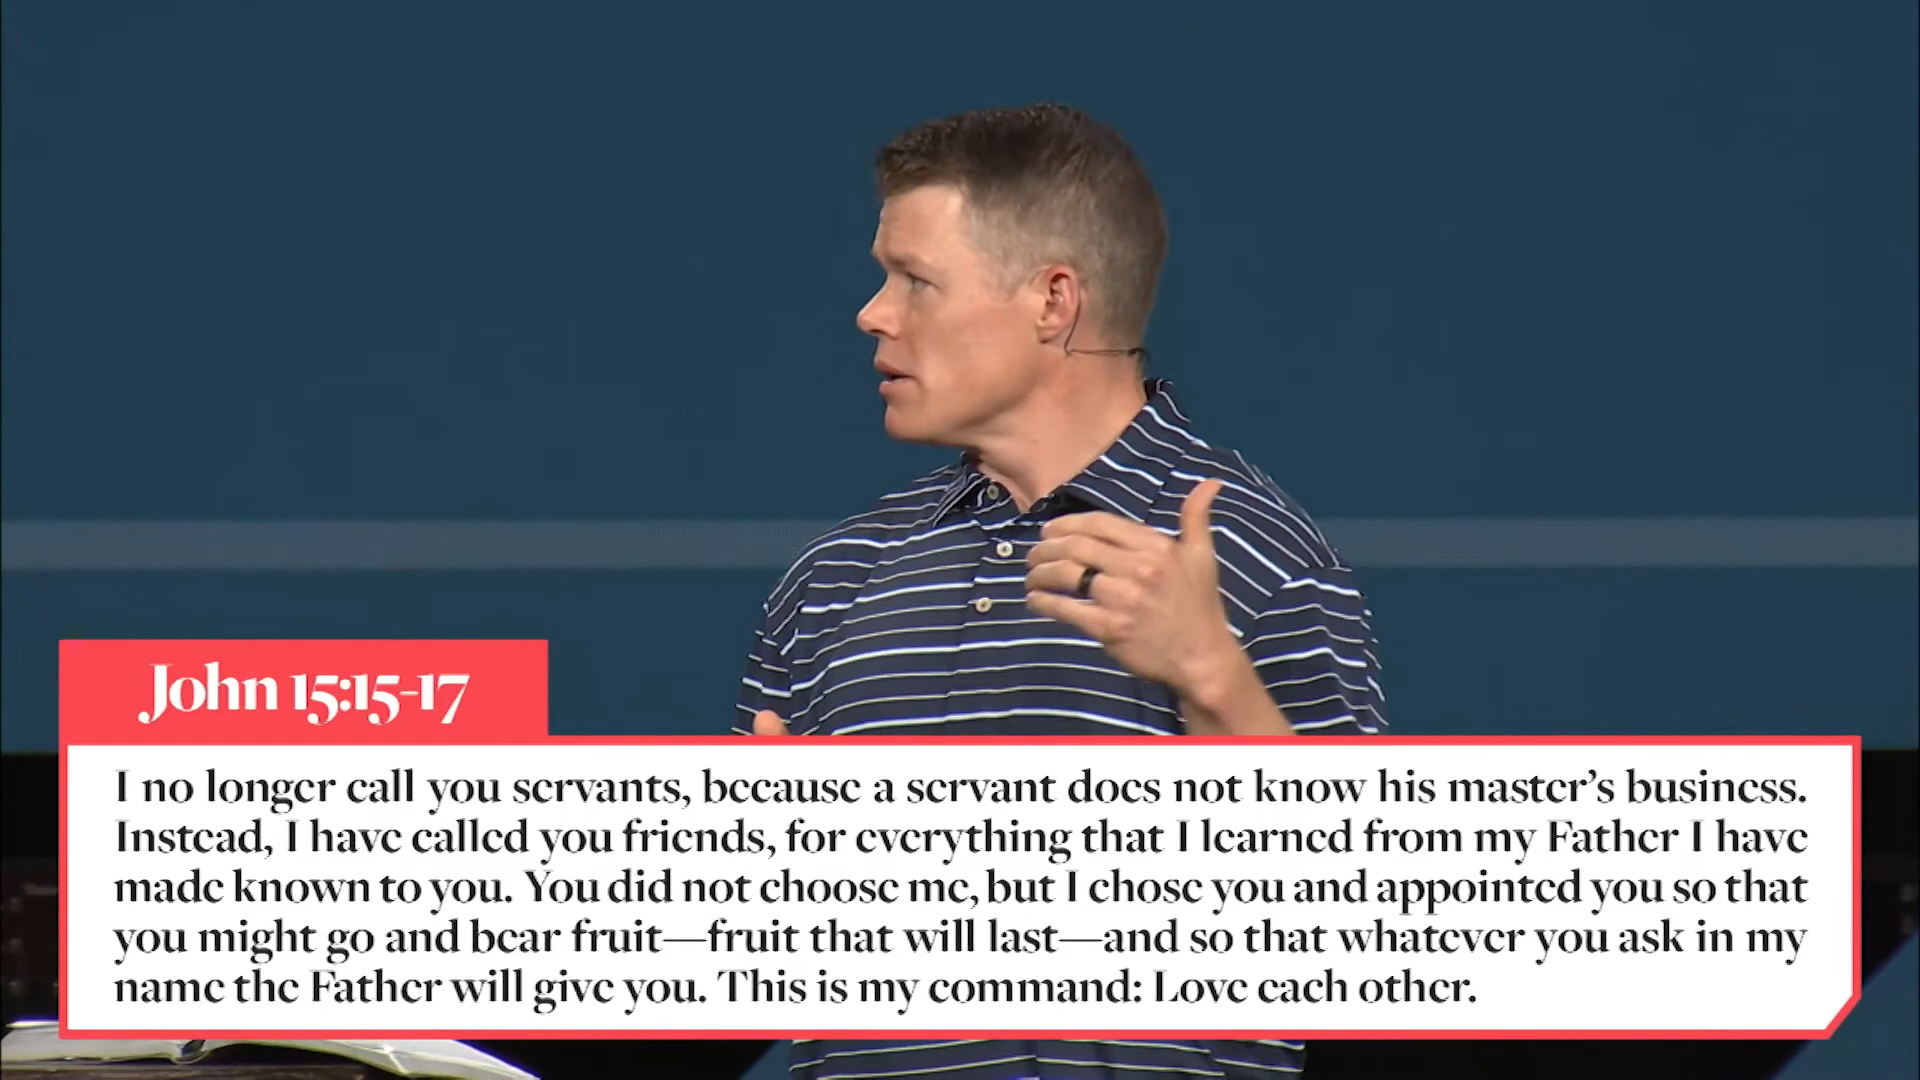 John 15:15-17
I no longer call you servants, because a servant does not know his master's business.
Instead, I have called you friends, for everything that I learned from my Father I have
made known to you. You did not choose me, but I chose you and appointed you so that
you might go and bear fruit—fruit that will last—and so that whatever you ask in my
name the Father will give you. This is my command: Love each other.